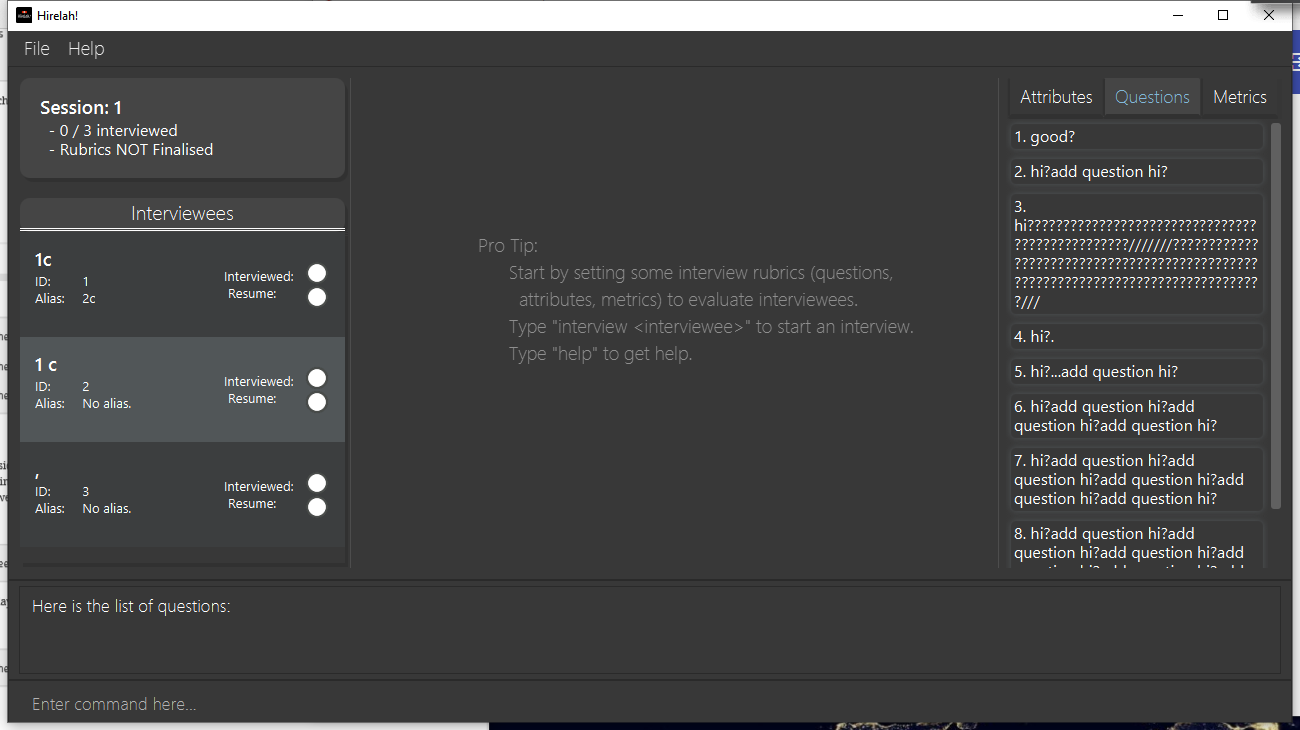 Hirelah!
File Help
Session: 1
- 0 / 3 interviewed
- Rubrics NOT Finalised
Interviewees
1c
ID: 1
Alias: 2c
Interviewed:
Resume:
1 c
ID: 2
Alias: No alias.
Interviewed:
Resume:
,
ID: 3
Alias: No alias.
Interviewed:
Resume:
Pro Tip:
Start by setting some interview rubrics (questions,
attributes, metrics) to evaluate interviewees.
Type "interview <interviewee>" to start an interview.
Type "help" to get help.
Attributes Questions Metrics
1. good?
2. hi?add question hi?
3.
hi????????????????????????????????
????????????????///////????????????
??????????????????????????????????
??????????????????????????????????
?///
4. hi?.
5. hi?...add question hi?
6. hi?add question hi?add
question hi?add question hi?
7. hi?add question hi?add
question hi?add question hi?add
question hi?add question hi?
8. hi?add question hi?add
question hi?add question hi?add
Here is the list of questions:
Enter command here...